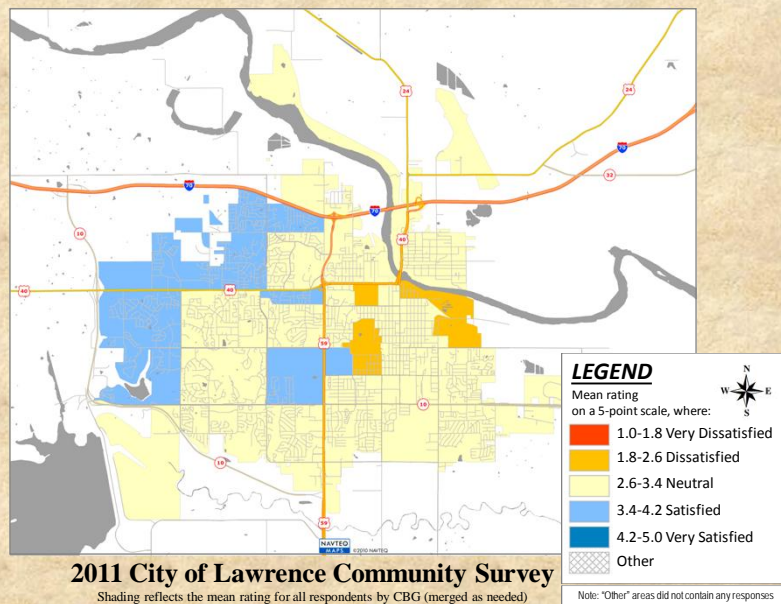 24
24
70
32
70
10
70
40
40
40
59
10
10
59
NAVTEQ
MAPS
©2010 NAVTEQ
LEGEND
Mean rating
on a 5-point scale, where:
N
W E
S
1.0-1.8 Very Dissatisfied
1.8-2.6 Dissatisfied
2.6-3.4 Neutral
3.4-4.2 Satisfied
4.2-5.0 Very Satisfied
Other
2011 City of Lawrence Community Survey
Shading reflects the mean rating for all respondents by CBG (merged as needed)
Note: "Other" areas did not contain any responses